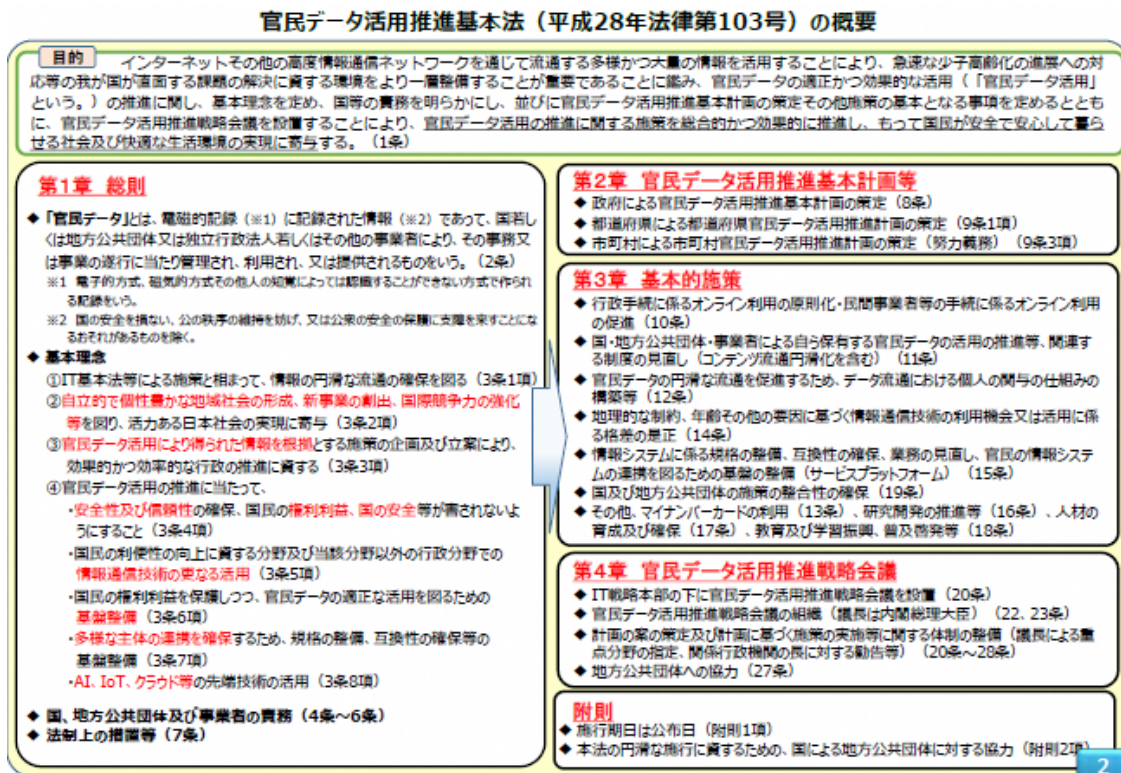 官民データ活用推進基本法（平成28年法律第103号）の概要
目的
インターネットその他の高度情報通信ネットワークを通じて流通する多様かつ大量の情報を活用することにより、急速な少子高齢化の進展への対
応等の我が国が直面する課題の解決に資する環境をより一層整備することが重要であることに鑑み、官民データの適正かつ効果的な活用（「官民データ活用」
という。）の推進に関し、基本理念を定め、国等の責務を明らかにし、並びに官民データ活用推進基本計画の策定その他施策の基本となる事項を定めるととも
に、官民データ活用推進戦略会議を設置することにより、官民データ活用の推進に関する施策を総合的かつ効果的に推進し、もって国民が安全で安心して暮ら
せる社会及び快適な生活環境の実現に寄与する。（1条）
第1章 総則
◆「官民データ」とは、電磁的記録（※1）に記録された情報（※2）であって、国若し
くは地方公共団体又は独立行政法人若しくはその他の事業者により、その事務又
は事業の遂行に当たり管理され、利用され、又は提供されるものをいう。（2条）
※1 電子的方式、磁気的方式その他人の知覚によっては認識することができない方式で作られ
る記録をいう。
※2 国の安全を損ない、公の秩序の維持を妨げ、又は公衆の安全の保護に支障を来すことにな
るおそれがあるものを除く。
◆ 基本理念
①IT基本法等による施策と相まって、情報の円滑な流通の確保を図る（3条1項）
②自立的で個性豊かな地域社会の形成、新事業の創出、国際競争力の強化
等を図り、活力ある日本社会の実現に寄与（3条2項）
③官民データ活用により得られた情報を根拠とする施策の企画及び立案により、
効果的かつ効率的な行政の推進に資する（3条3項）
④官民データ活用の推進に当たって、
・安全性及び信頼性の確保、国民の権利利益、国の安全等が害されないよ
うにすること（3条4項）
・国民の利便性の向上に資する分野及び当該分野以外の行政分野での
情報通信技術の更なる活用（3条5項）
・国民の権利利益を保護しつつ、官民データの適正な活用を図るための
基盤整備（3条6項）
・多様な主体の連携を確保するため、規格の整備、互換性の確保等の
基盤整備（3条7項）
・AI、IoT、クラウド等の先端技術の活用（3条8項）
◆ 国、地方公共団体及び事業者の責務（4条～6条）
◆ 法制上の措置等（7条）
第2章 官民データ活用推進基本計画等
◆ 政府による官民データ活用推進基本計画の策定（8条）
◆ 都道府県による都道府県官民データ活用推進計画の策定（9条1項）
◆ 市町村による市町村官民データ活用推進計画の策定（努力義務）（9条3項）
第3章 基本的施策
◆ 行政手続に係るオンライン利用の原則化・民間事業者等の手続に係るオンライン利用
の促進（10条）
◆ 国・地方公共団体・事業者による自ら保有する官民データの活用の推進等、関連す
る制度の見直し（コンテンツ流通円滑化を含む）（11条）
◆ 官民データの円滑な流通を促進するため、データ流通における個人の関与の仕組みの
構築等（12条）
◆ 地理的な制約、年齢その他の要因に基づく情報通信技術の利用機会又は活用に係
る格差の是正（14条）
◆ 情報システムに係る規格の整備、互換性の確保、業務の見直し、官民の情報システ
ムの連携を図るための基盤の整備（サービスプラットフォーム）（15条）
◆ 国及び地方公共団体の施策の整合性の確保（19条）
◆ その他、マイナンバーカードの利用（13条）、研究開発の推進等（16条）、人材の
育成及び確保（17条）、教育及び学習振興、普及啓発等（18条）
第4章 官民データ活用推進戦略会議
◆ IT戦略本部の下に官民データ活用推進戦略会議を設置（20条）
◆ 官民データ活用推進戦略会議の組織（議長は内閣総理大臣）（22、23条）
◆ 計画の案の策定及び計画に基づく施策の実施等に関する体制の整備（議長による重
点分野の指定、関係行政機関の長に対する勧告等）（20条～28条）
◆ 地方公共団体への協力（27条）
附則
◆ 施行期日は公布日（附則1項）
◆ 本法の円滑な施行に資するための、国による地方公共団体に対する協力（附則2項）
2